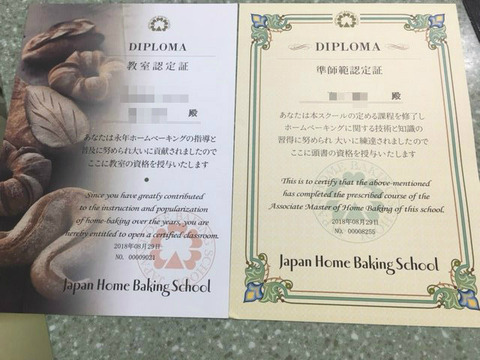 DIPLOMA
教室認定証
殿
あなたは永年ホームベーキングの指導と
普及に努められ大いに貢献されましたので
ここに教室の資格を授与いたします
Since you have greatly contributed
to the instruction and popularization
of home-baking over the years, you are
hereby entitled to open a certified classroom.
2018年08月29日
NO. 00009021
Japan Home Baking School
DIPLOMA
準師範認定証
殿
あなたは本スクールの定める課程を修了し
ホームベーキングに関する技術と知識の
習得に努められ 大いに練達されましたので
ここに頭書の資格を授与いたします
This is to certify that the above-mentioned
has completed the prescribed course of the
Associate Master of Home Baking of this school.
2018年08月29日
NO. 00008255
Japan Home Baking School